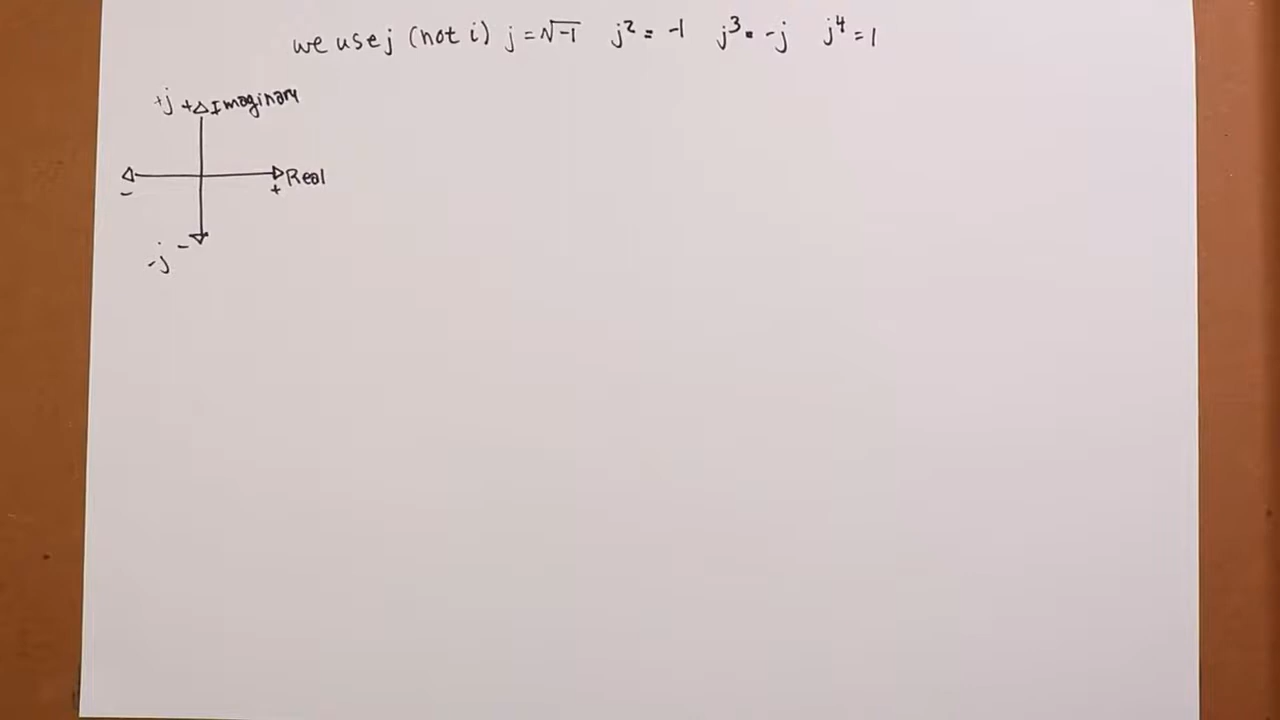 we use j (not i) j = √-1 j² = -1 j³ = -j j⁴ = 1
+j + Imaginary
Real
- +
-
-j